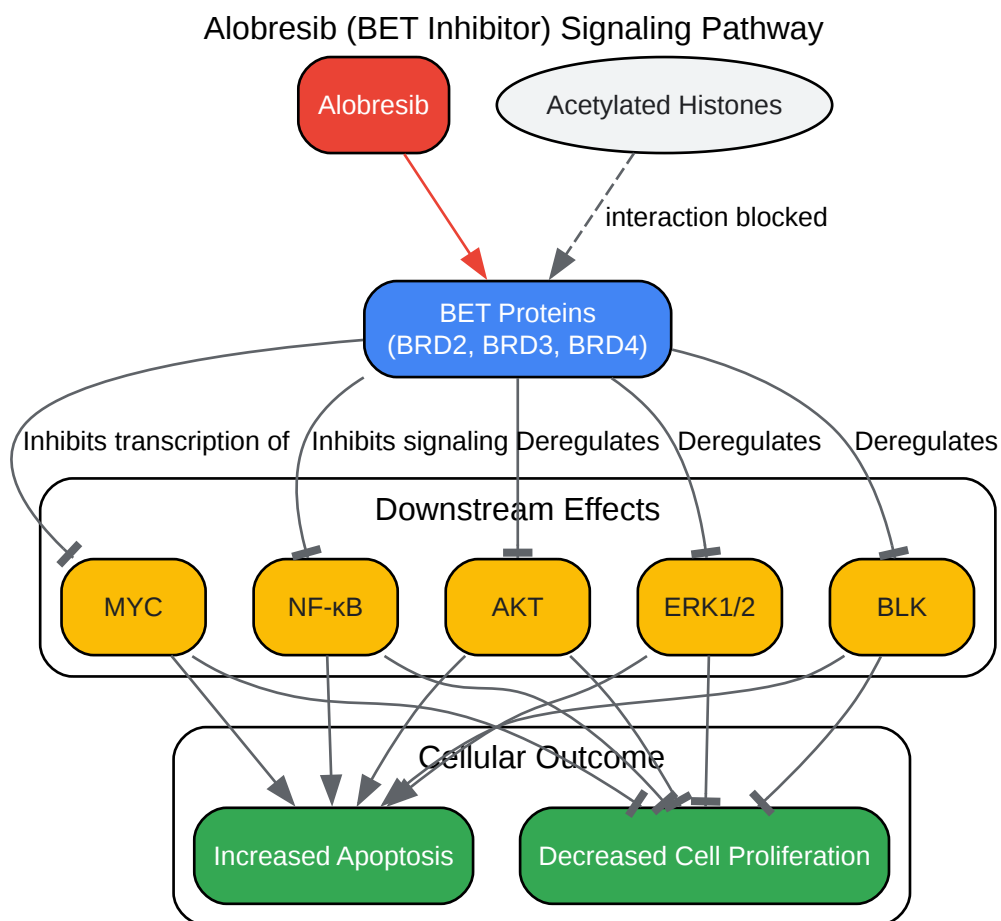 Alobresib (BET Inhibitor) Signaling Pathway
Alobresib
Acetylated Histones
interaction blocked
BET Proteins
(BRD2, BRD3, BRD4)
Inhibits transcription of
Inhibits signaling
Deregulates
Deregulates
Deregulates
Downstream Effects
MYC
NF-κB
AKT
ERK1/2
BLK
Cellular Outcome
Increased Apoptosis
Decreased Cell Proliferation